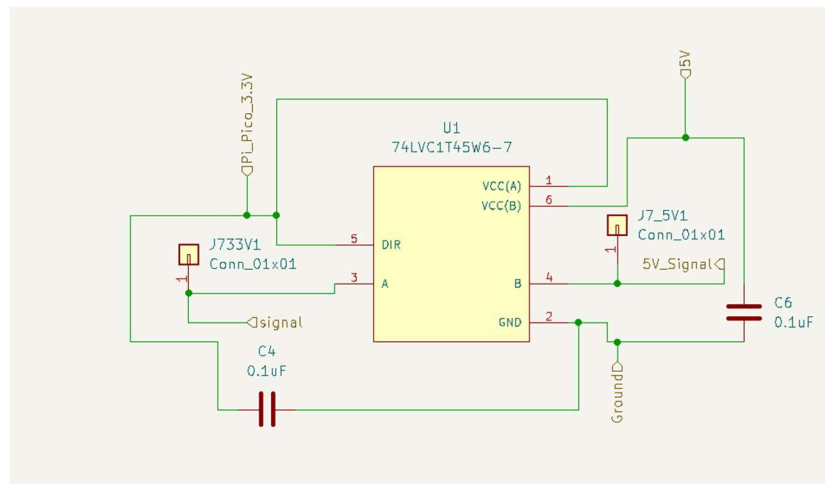 5V
Pi_Pico_3.3V
U1
74LVC1T45W6-7
VCC(A) 1
VCC(B) 6
J7_5V1
Conn_01x01
1
5V_Signal
J733V1
Conn_01x01
1
5 DIR
3 A
B 4
GND 2
signal
C6
0.1uF
C4
0.1uF
Ground